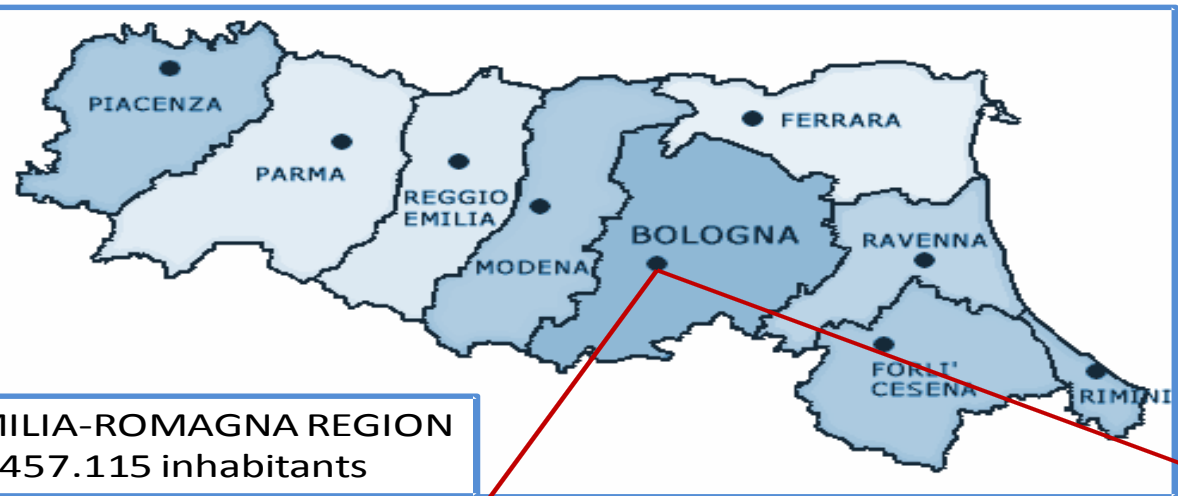 PIACENZA
PARMA
REGGIO
EMILIA
MODENA
BOLOGNA
FERRARA
RAVENNA
FORLI'
CESENA
RIMINI
MILIA-ROMAGNA REGION
457.115 inhabitants